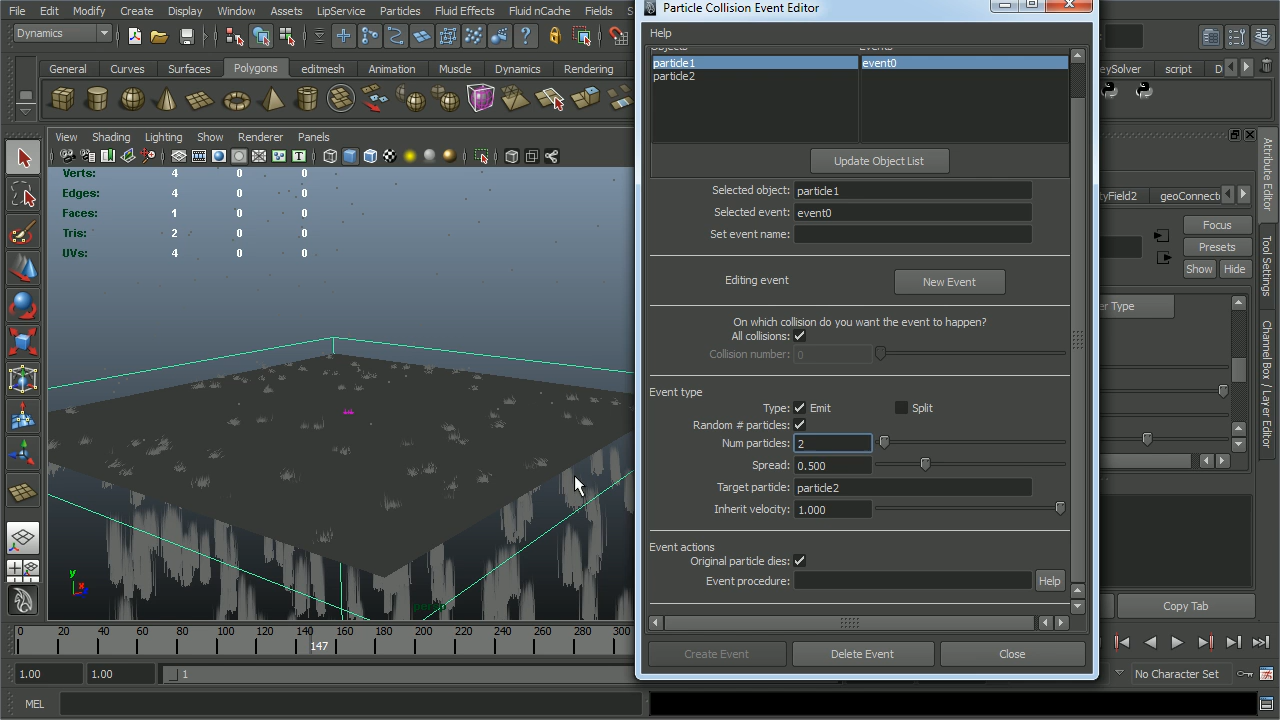 Particle Collision Event Editor
File Edit Modify Create Display Window Assets LipService Particles Fluid Effects Fluid nCache Fields
Help
Dynamics
Objects Events
particle1 event0
particle2
General Curves Surfaces Polygons editmesh Animation Muscle Dynamics Rendering
script D
View Shading Lighting Show Renderer Panels
Update Object List
Verts: 4 0 0
Edges: 4 0 0
Faces: 1 0 0
Tris: 2 0 0
UVs: 4 0 0
Selected object: particle1
Selected event: event0
Set event name:
Editing event New Event
On which collision do you want the event to happen?
All collisions:
Collision number: 0
Event type
Type: Emit Split
Random # particles:
Num particles: 2
Spread: 0.500
Target particle: particle2
Inherit velocity: 1.000
Event actions
Original particle dies:
Event procedure: Help
Create Event Delete Event Close
tyField2 geoConnect
Focus
Presets
Show Hide
er Type
Copy Tab
Attribute Editor
Tool Settings
Channel Box / Layer Editor
y
x
z
persp
0 20 40 60 80 100 120 140 160 180 200 220 240 260 280 300
147
1.00 1.00 1
No Character Set
MEL